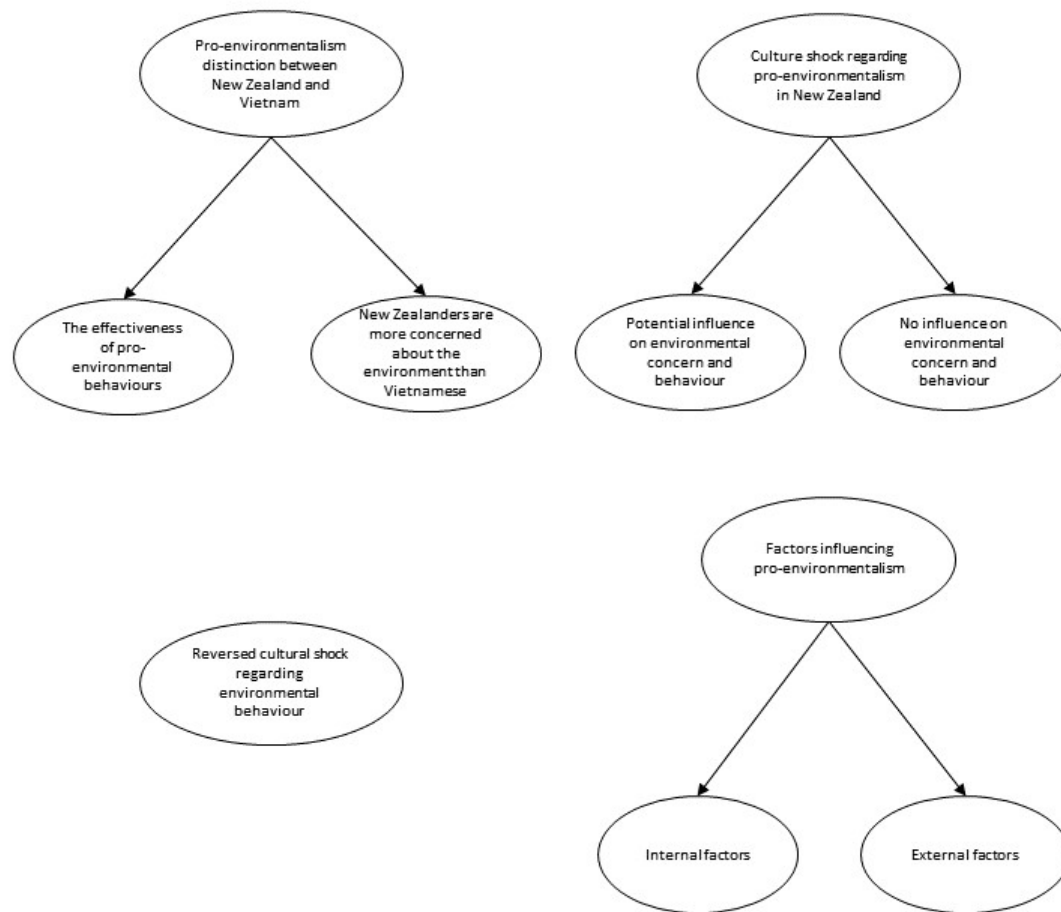 Pro-environmentalism
distinction between
New Zealand and
Vietnam
Culture shock regarding
pro-environmentalism
in New Zealand
The effectiveness
of pro-
environmental
behaviours
New Zealanders are
more concerned
about the
environment than
Vietnamese
Potential influence
on environmental
concern and
behaviour
No influence on
environmental
concern and
behaviour
Reversed cultural shock
regarding
environmental
behaviour
Factors influencing
pro-environmentalism
Internal factors
External factors